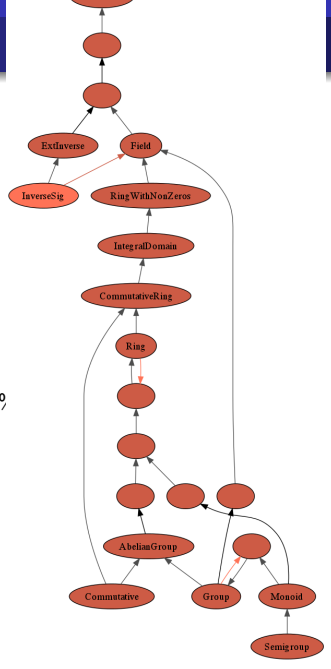 ExtInverse Field
InverseSig RingWithNonZeros
IntegralDomain
CommutativeRing
Ring
%
AbelianGroup
Commutative Group Monoid
Semigroup